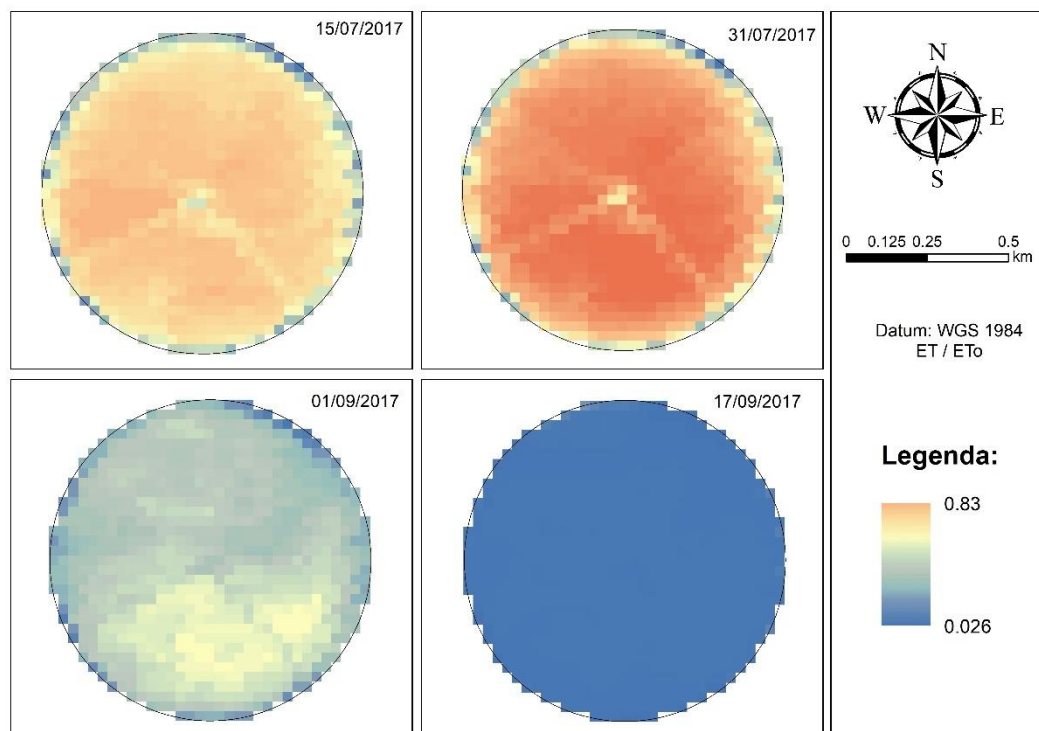 15/07/2017
31/07/2017
N
W E
S
0 0.125 0.25 0.5
km
Datum: WGS 1984
ET / ETo
01/09/2017
17/09/2017
Legenda:
0.83
0.026